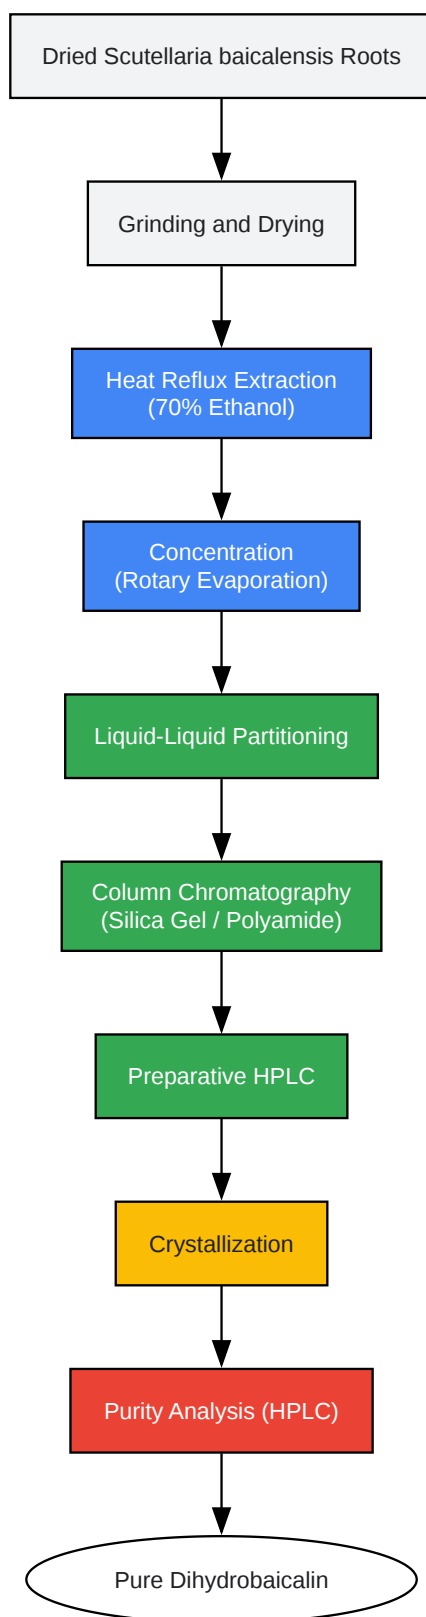 Dried Scutellaria baicalensis Roots
Grinding and Drying
Heat Reflux Extraction
(70% Ethanol)
Concentration
(Rotary Evaporation)
Liquid-Liquid Partitioning
Column Chromatography
(Silica Gel / Polyamide)
Preparative HPLC
Crystallization
Purity Analysis (HPLC)
Pure Dihydrobaicalin